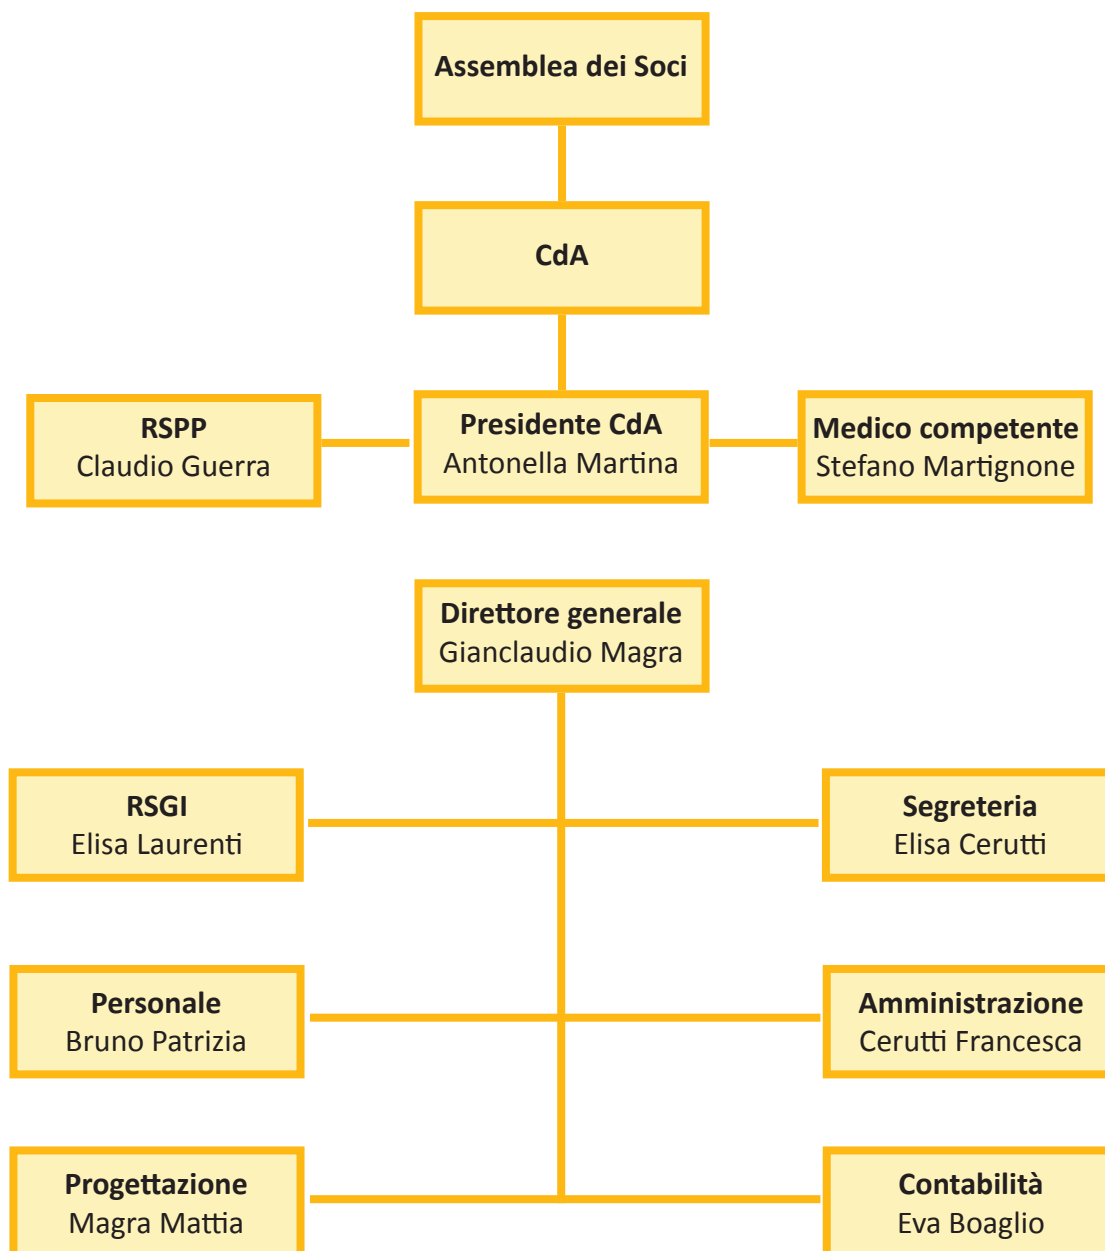 Assemblea dei Soci
CdA
RSPP
Claudio Guerra
Presidente CdA
Antonella Martina
Medico competente
Stefano Martignone
Direttore generale
Gianclaudio Magra
RSGI
Elisa Laurenti
Segreteria
Elisa Cerutti
Personale
Bruno Patrizia
Amministrazione
Cerutti Francesca
Progettazione
Magra Mattia
Contabilità
Eva Boaglio